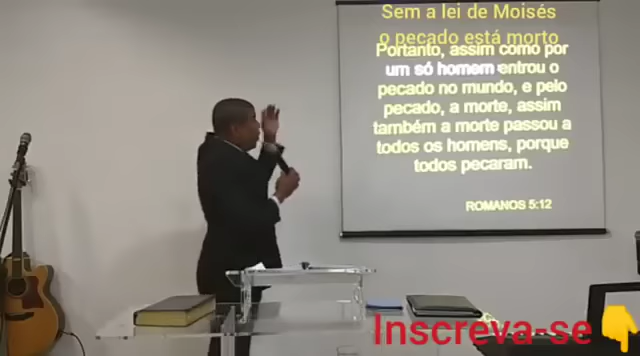 Sem a lei de Moisés
o pecado está morto
Portanto, assim como por
um só homem entrou o
pecado no mundo, e pelo
pecado, a morte, assim
também a morte passou a
todos os homens, porque
todos pecaram.
ROMANOS 5:12
Inscreva-se